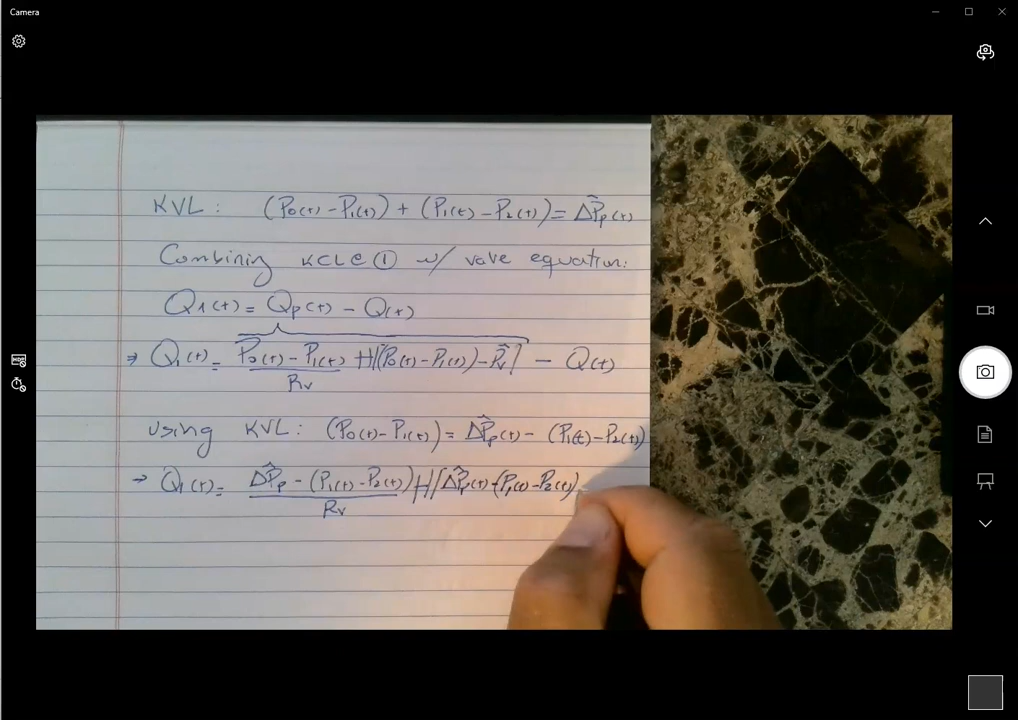 Camera
KVL: (P0(t) - P1(t)) + (P1(t) - P2(t)) = ΔP̂p(t)
Combining KCL@① w/ valve equation:
Q1(t) = Qp(t) - Q(t)
⇒ Q1(t) = P0(t) - P1(t) / Rv H[(P0(t) - P1(t)) - P̂v] - Q(t)
using KVL: (P0(t) - P1(t)) = ΔP̂p(t) - (P1(t) - P2(t))
→ Q1(t) = ΔP̂p - (P1(t) - P2(t)) / Rv H[ΔP̂p(t) - (P1(t) - P2(t))